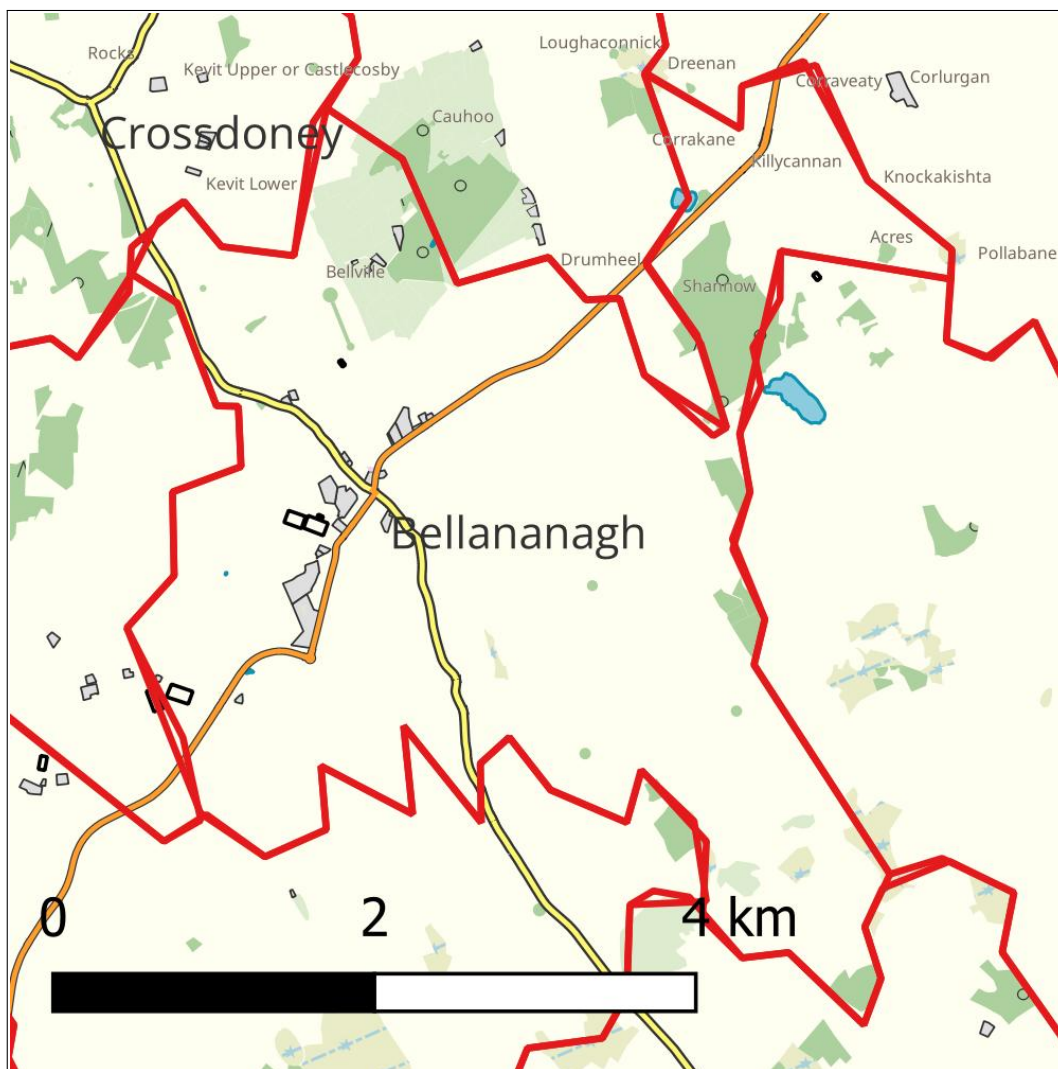 Loughaconnick
Rocks
Dreenan
Kevit Upper or Castlecosby
Corraveaty
Corlurgan
Cauhoo
Crossdoney
Corrakane
Killycannan
Kevit Lower
Knockakishta
Acres
Pollabane
Drumheel
Bellville
Shannow
Bellananagh
0
2
4 km